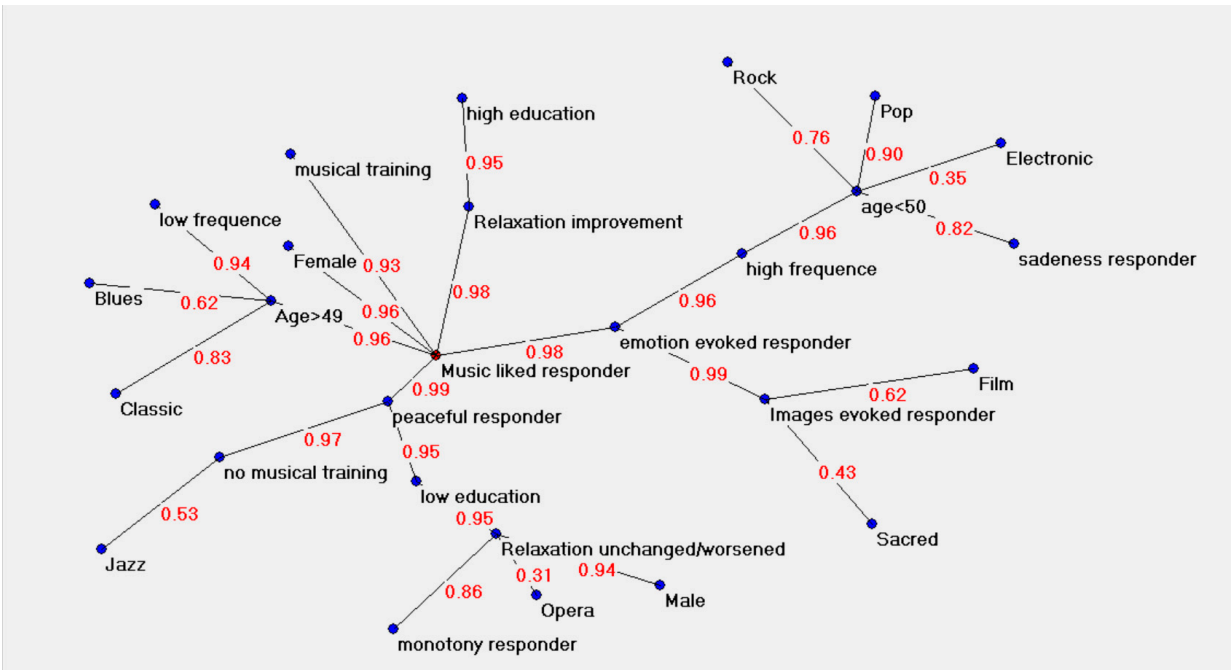 Rock
Pop
high education
0.76
musical training
0.90
Electronic
0.95
0.35
low frequence
Relaxation improvement
age<50
0.82
Female
0.96
sadeness responder
0.94
0.93
high frequence
Blues
0.62
0.98
0.96
Age>49
0.96
0.96
emotion evoked responder
0.83
0.98
Music liked responder
0.99
Film
0.99
0.62
Classic
peaceful responder
Images evoked responder
0.97
0.95
no musical training
0.43
low education
0.53
0.95
Sacred
Jazz
Relaxation unchanged/worsened
0.86
0.31
0.94
Male
Opera
monotony responder